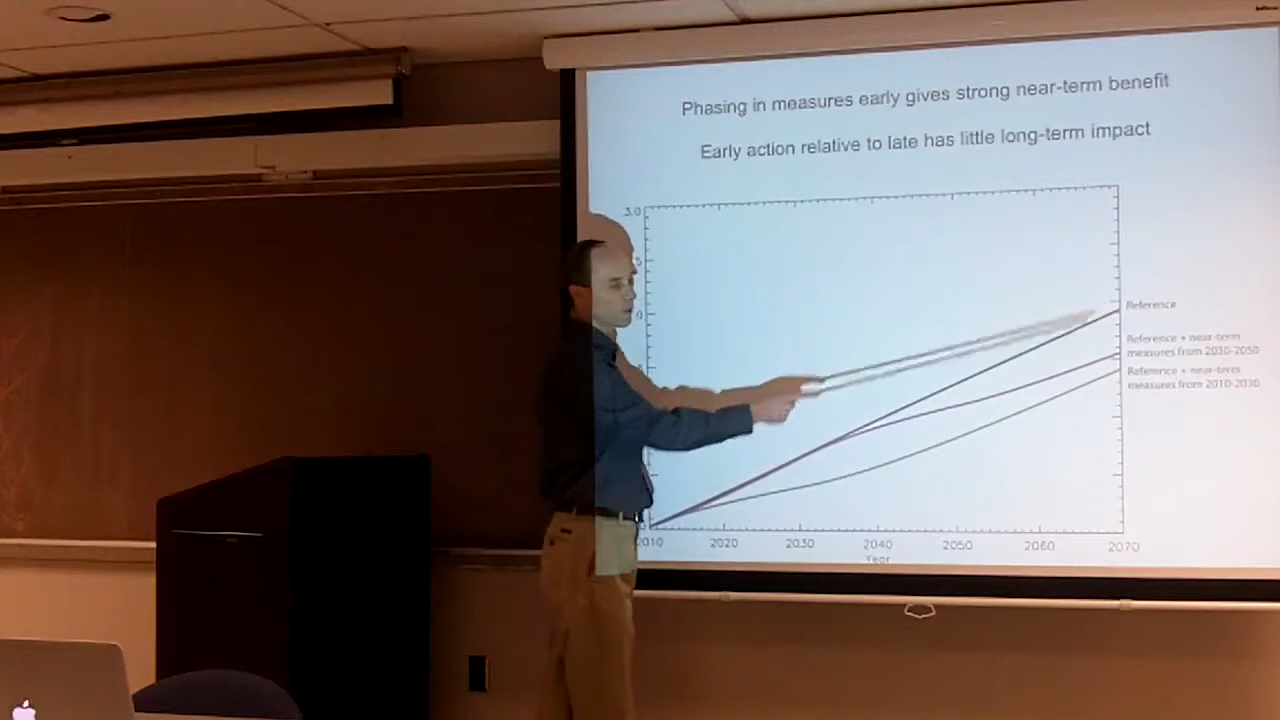 Phasing in measures early gives strong near-term benefit
Early action relative to late has little long-term impact
3.0
Reference
Reference + near-term
measures from 2030-2050
Reference + near-term
measures from 2010-2030
2010 2020 2030 2040 2050 2060 2070
Year